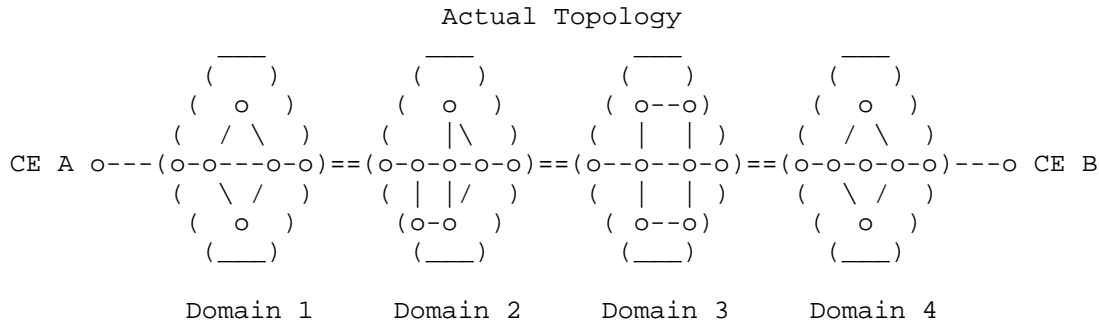 Actual Topology
CE A o---(o-o---o-o)==(o-o-o-o-o)==(o--o--o--o)==(o-o-o-o-o)---o CE B
Domain 1 Domain 2 Domain 3 Domain 4